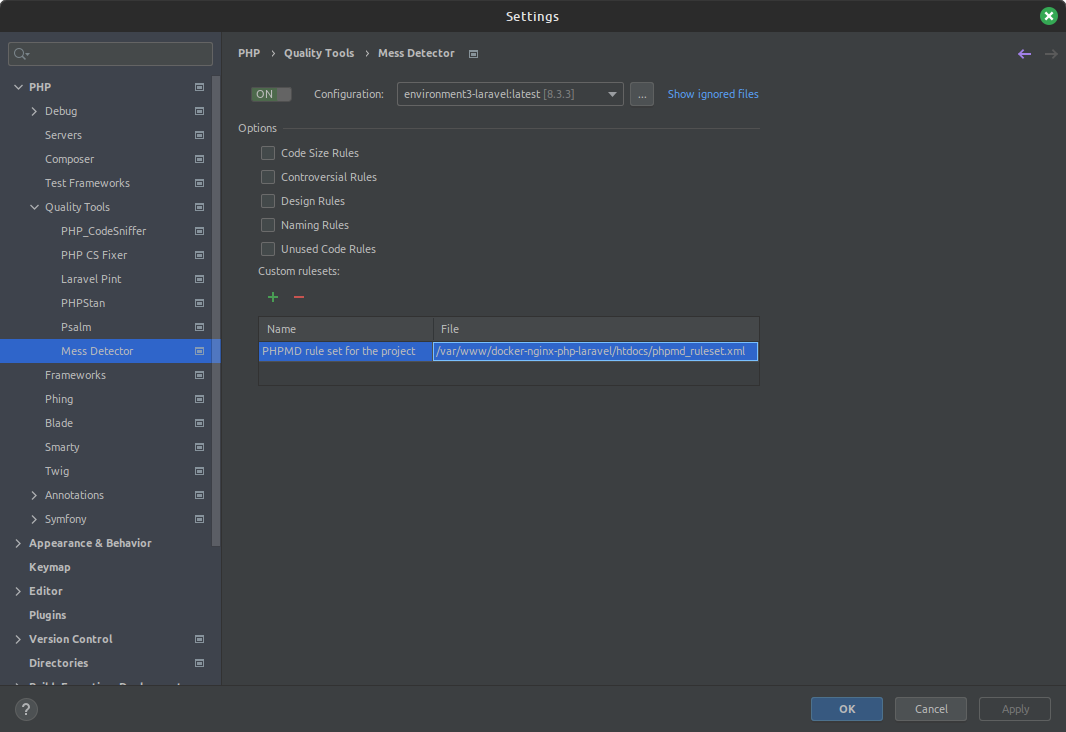 Settings
PHP
Debug
Servers
Composer
Test Frameworks
Quality Tools
PHP_CodeSniffer
PHP CS Fixer
Laravel Pint
PHPStan
Psalm
Mess Detector
Frameworks
Phing
Blade
Smarty
Twig
Annotations
Symfony
Appearance & Behavior
Keymap
Editor
Plugins
Version Control
Directories
PHP › Quality Tools › Mess Detector
ON Configuration: environment3-laravel:latest [8.3.3] ... Show ignored files
Options
Code Size Rules
Controversial Rules
Design Rules
Naming Rules
Unused Code Rules
Custom rulesets:
Name File
PHPMD rule set for the project /var/www/docker-nginx-php-laravel/htdocs/phpmd_ruleset.xml
? OK Cancel Apply